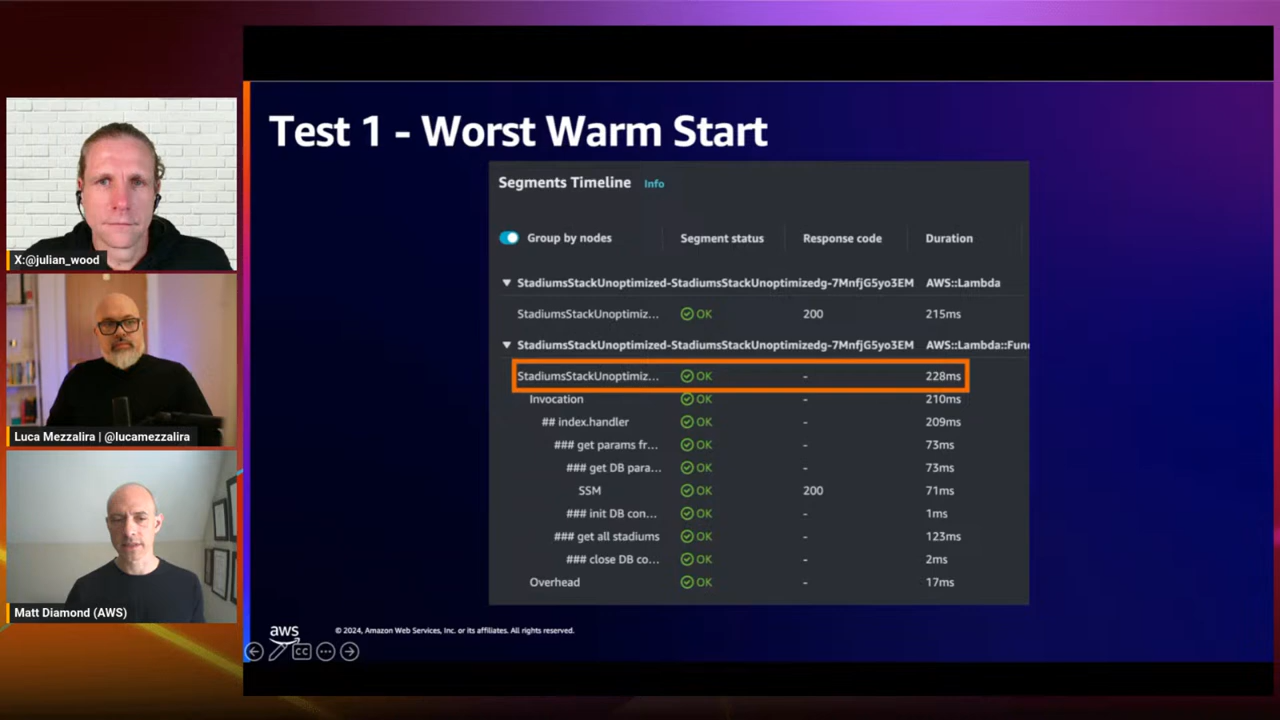 Test 1 - Worst Warm Start
Segments Timeline Info
Group by nodes Segment status Response code Duration
StadiumsStackUnoptimized-StadiumsStackUnoptimizedg-7MnfjG5yo3EM AWS::Lambda
StadiumsStackUnoptimiz... OK 200 215ms
StadiumsStackUnoptimized-StadiumsStackUnoptimizedg-7MnfjG5yo3EM AWS::Lambda::Func
StadiumsStackUnoptimiz... OK - 228ms
Invocation OK - 210ms
## index.handler OK - 209ms
### get params fr... OK - 73ms
### get DB para... OK - 73ms
SSM OK 200 71ms
### init DB con... OK - 1ms
### get all stadiums OK - 123ms
### close DB co... OK - 2ms
Overhead OK - 17ms
X:@julian_wood
Luca Mezzalira | @lucamezzalira
Matt Diamond (AWS)
aws
© 2024, Amazon Web Services, Inc. or its affiliates. All rights reserved.
CC